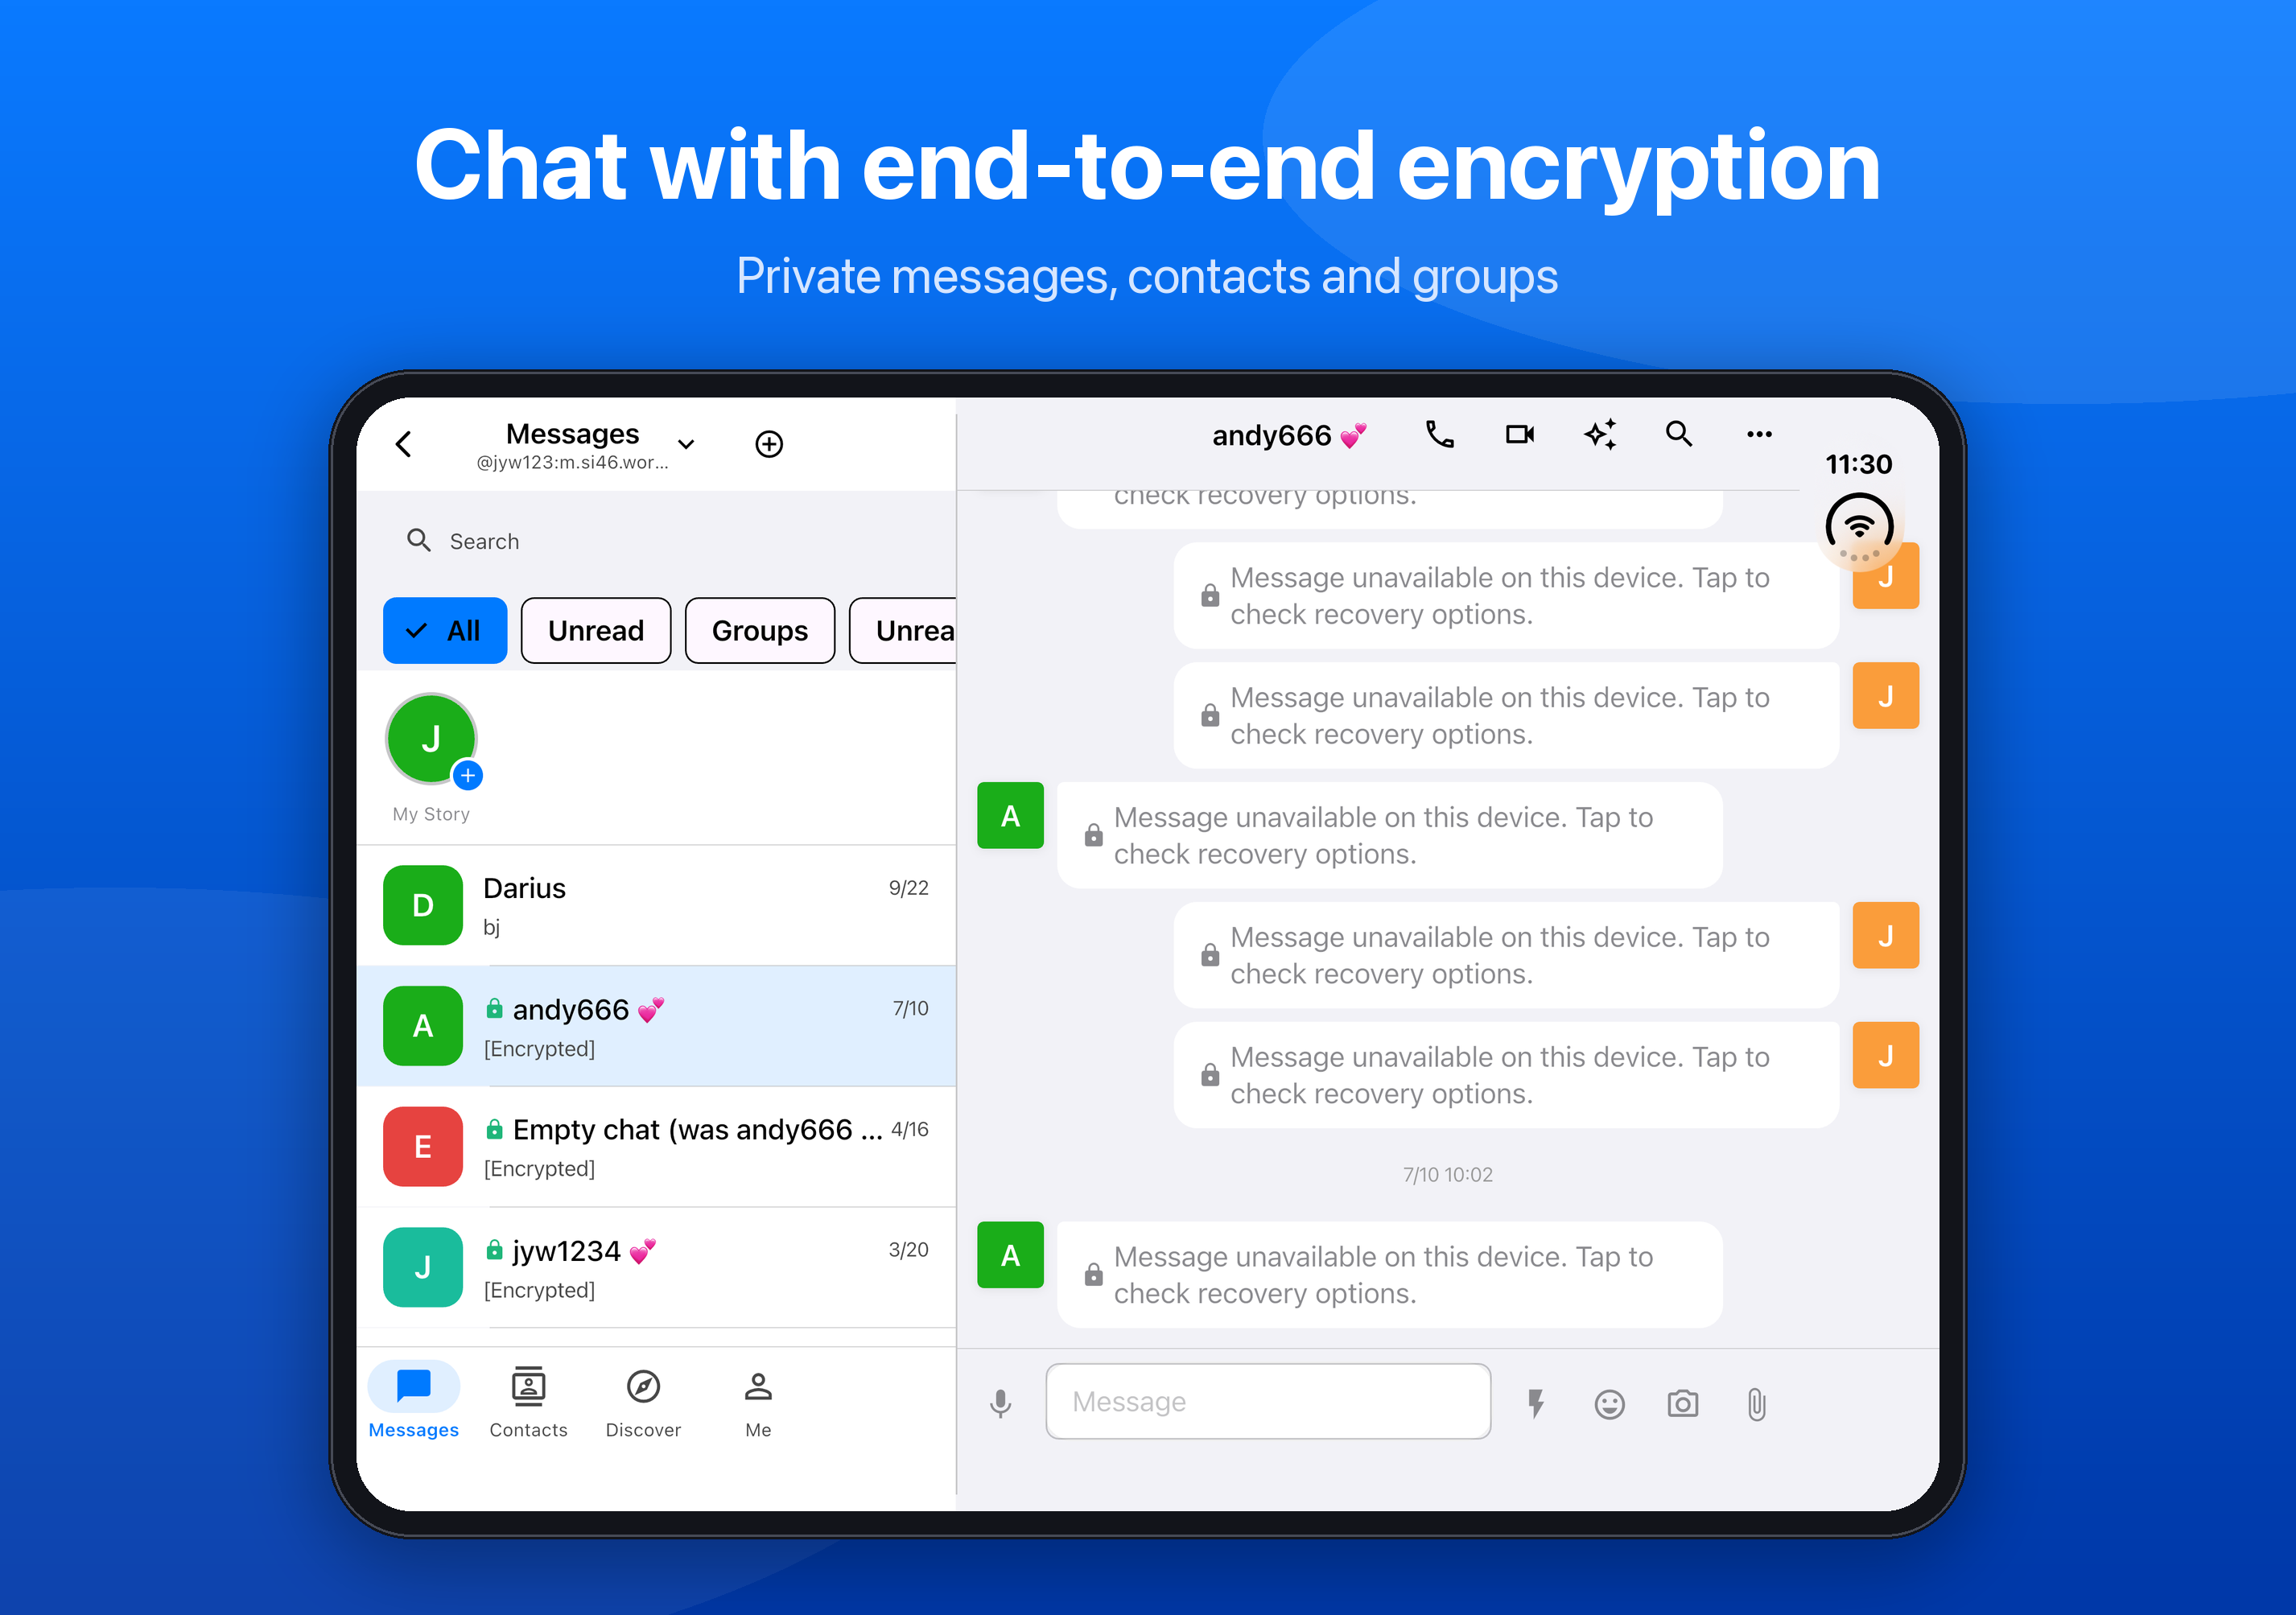 Chat with end-to-end encryption
Private messages, contacts and groups
Messages
@jyw123:m.si46.wor...
Search
All
Unread
Groups
Unrea
J
My Story
D
Darius
9/22
bj
A
andy666 💕
7/10
[Encrypted]
E
Empty chat (was andy666 ...
4/16
[Encrypted]
J
jyw1234 💕
3/20
[Encrypted]
Messages
Contacts
Discover
Me
andy666 💕
11:30
check recovery options.
Message unavailable on this device. Tap to
check recovery options.
J
Message unavailable on this device. Tap to
check recovery options.
J
A
Message unavailable on this device. Tap to
check recovery options.
Message unavailable on this device. Tap to
check recovery options.
J
Message unavailable on this device. Tap to
check recovery options.
J
7/10 10:02
A
Message unavailable on this device. Tap to
check recovery options.
Message